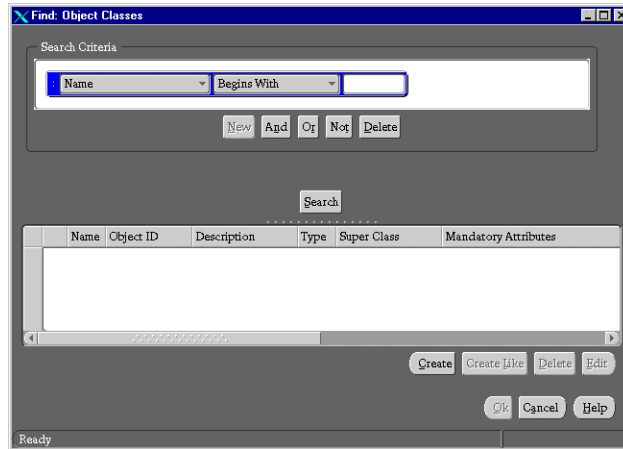 Find: Object Classes
Search Criteria
Name Begins With
New And Or Not Delete
Search
Name Object ID Description Type Super Class Mandatory Attributes
Create Create Like Delete Edit
Ok Cancel Help
Ready